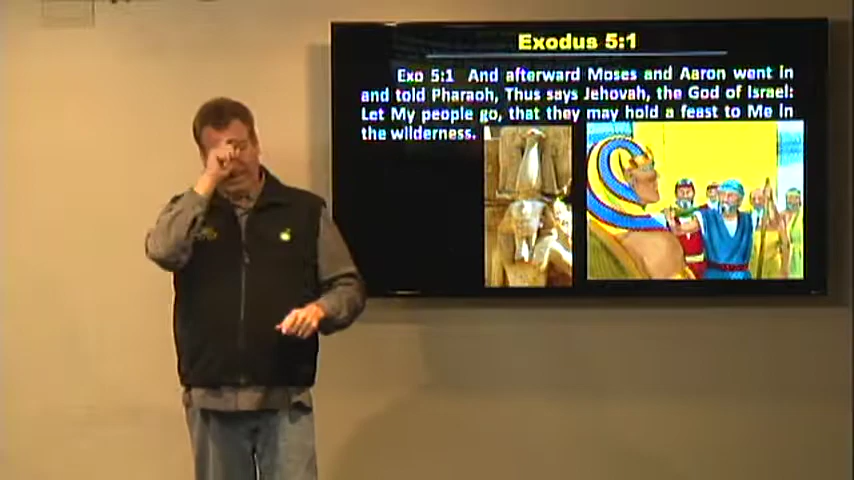 Exodus 5:1
Exo 5:1 And afterward Moses and Aaron went in
and told Pharaoh, Thus says Jehovah, the God of Israel:
Let My people go, that they may hold a feast to Me in
the wilderness.